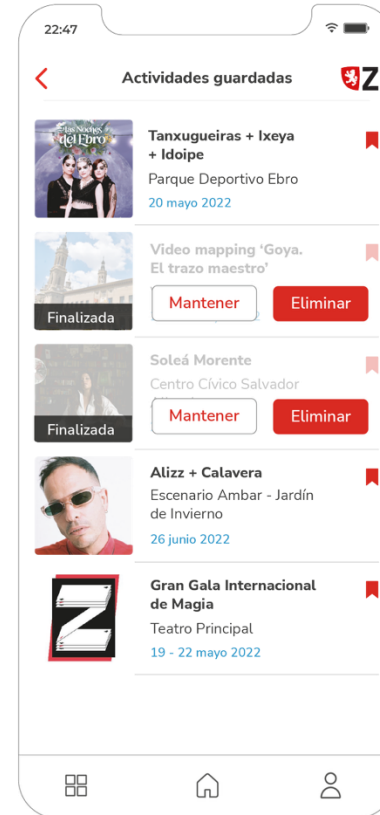 22:47
Actividades guardadas
Z
las Noches
del Ebro
Tanxugueiras + Ixeya
+ Idoipe
Parque Deportivo Ebro
20 mayo 2022
Video mapping ‘Goya.
El trazo maestro’
Mantener
Eliminar
Finalizada
Soleá Morente
Centro Cívico Salvador
Mantener
Eliminar
Finalizada
Alizz + Calavera
Escenario Ambar - Jardín
de Invierno
26 junio 2022
Gran Gala Internacional
de Magia
Teatro Principal
19 - 22 mayo 2022